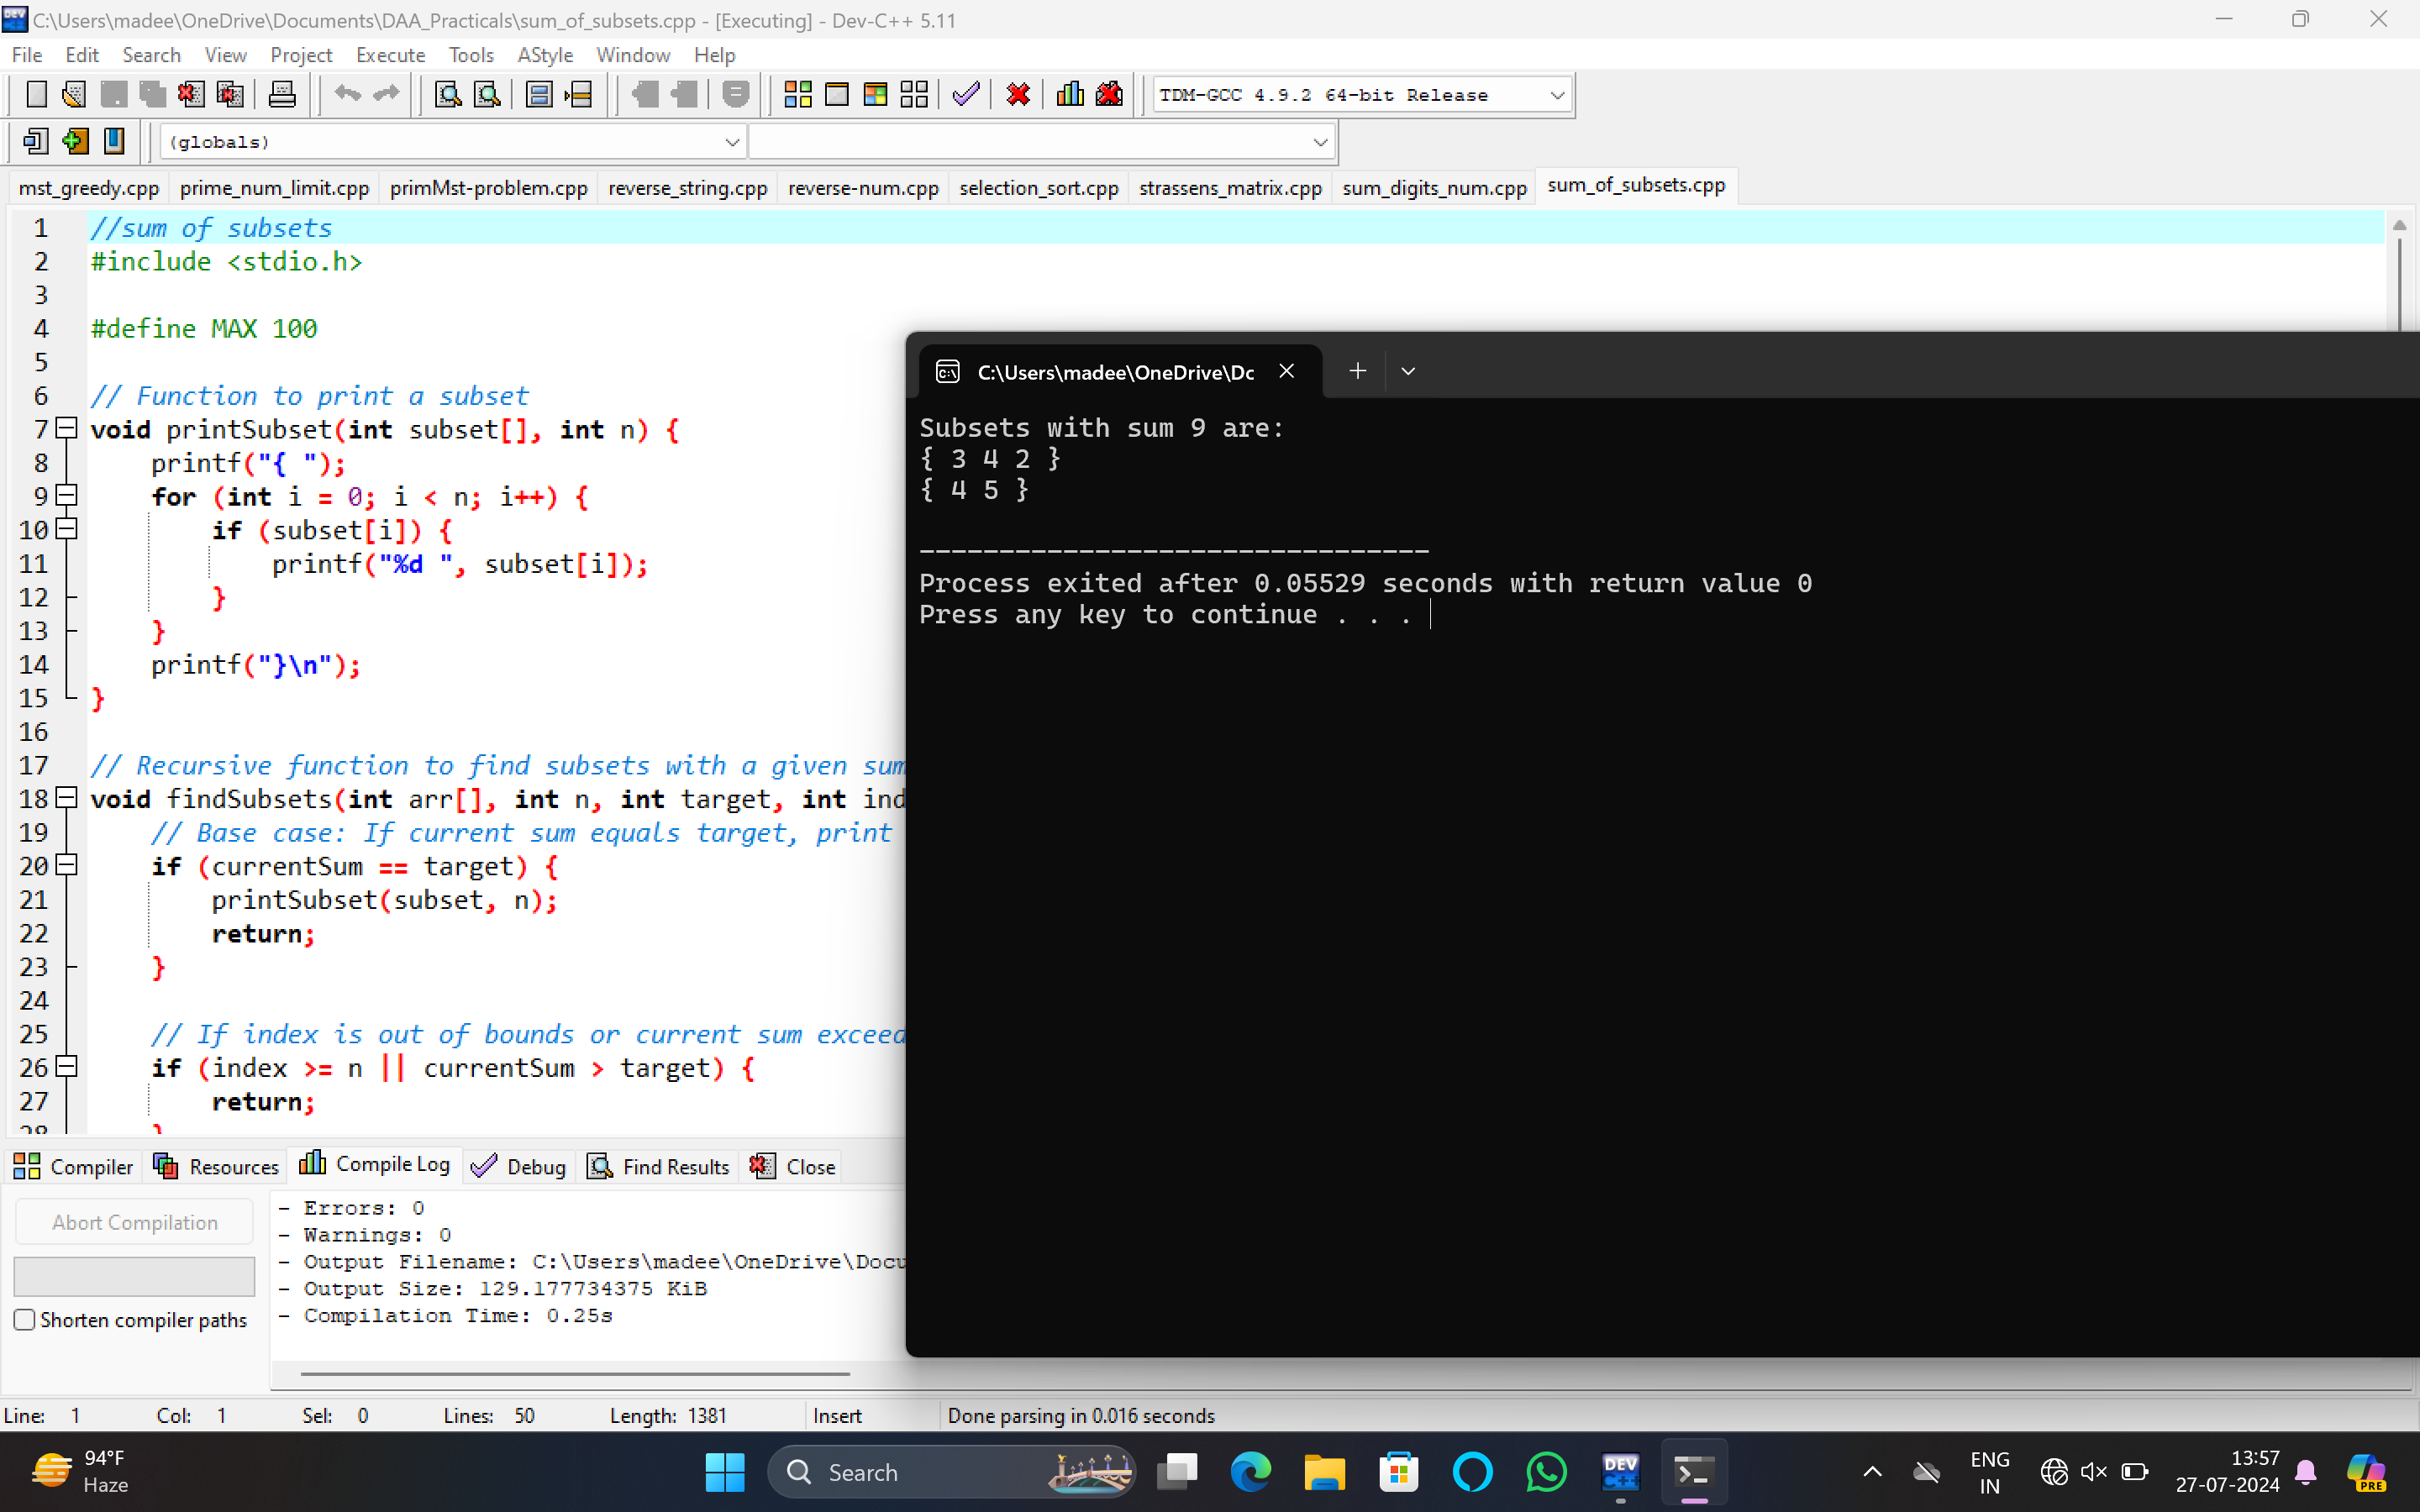 C:\Users\madee\OneDrive\Documents\DAA_Practicals\sum_of_subsets.cpp - [Executing] - Dev-C++ 5.11
File Edit Search View Project Execute Tools AStyle Window Help
TDM-GCC 4.9.2 64-bit Release
(globals)
mst_greedy.cpp prime_num_limit.cpp primMst-problem.cpp reverse_string.cpp reverse-num.cpp selection_sort.cpp strassens_matrix.cpp sum_digits_num.cpp sum_of_subsets.cpp
1 //sum of subsets
2 #include <stdio.h>
3
4 #define MAX 100
5
6 // Function to print a subset
7 void printSubset(int subset[], int n) {
8 printf("{ ");
9 for (int i = 0; i < n; i++) {
10 if (subset[i]) {
11 printf("%d ", subset[i]);
12 }
13 }
14 printf("}\n");
15 }
16
17 // Recursive function to find subsets with a given sum
18 void findSubsets(int arr[], int n, int target, int ind
19 // Base case: If current sum equals target, print
20 if (currentSum == target) {
21 printSubset(subset, n);
22 return;
23 }
24
25 // If index is out of bounds or current sum exceed
26 if (index >= n || currentSum > target) {
27 return;
28 }
C:\Users\madee\OneDrive\Dc
Subsets with sum 9 are:
{ 3 4 2 }
{ 4 5 }
--------------------------------
Process exited after 0.05529 seconds with return value 0
Press any key to continue . . .
Compiler Resources Compile Log Debug Find Results Close
Abort Compilation
Shorten compiler paths
- Errors: 0
- Warnings: 0
- Output Filename: C:\Users\madee\OneDrive\Docu
- Output Size: 129.177734375 KiB
- Compilation Time: 0.25s
Line: 1 Col: 1 Sel: 0 Lines: 50 Length: 1381 Insert Done parsing in 0.016 seconds
94°F
Haze
Search
DEV
C++
ENG
IN
13:57
27-07-2024
PRE